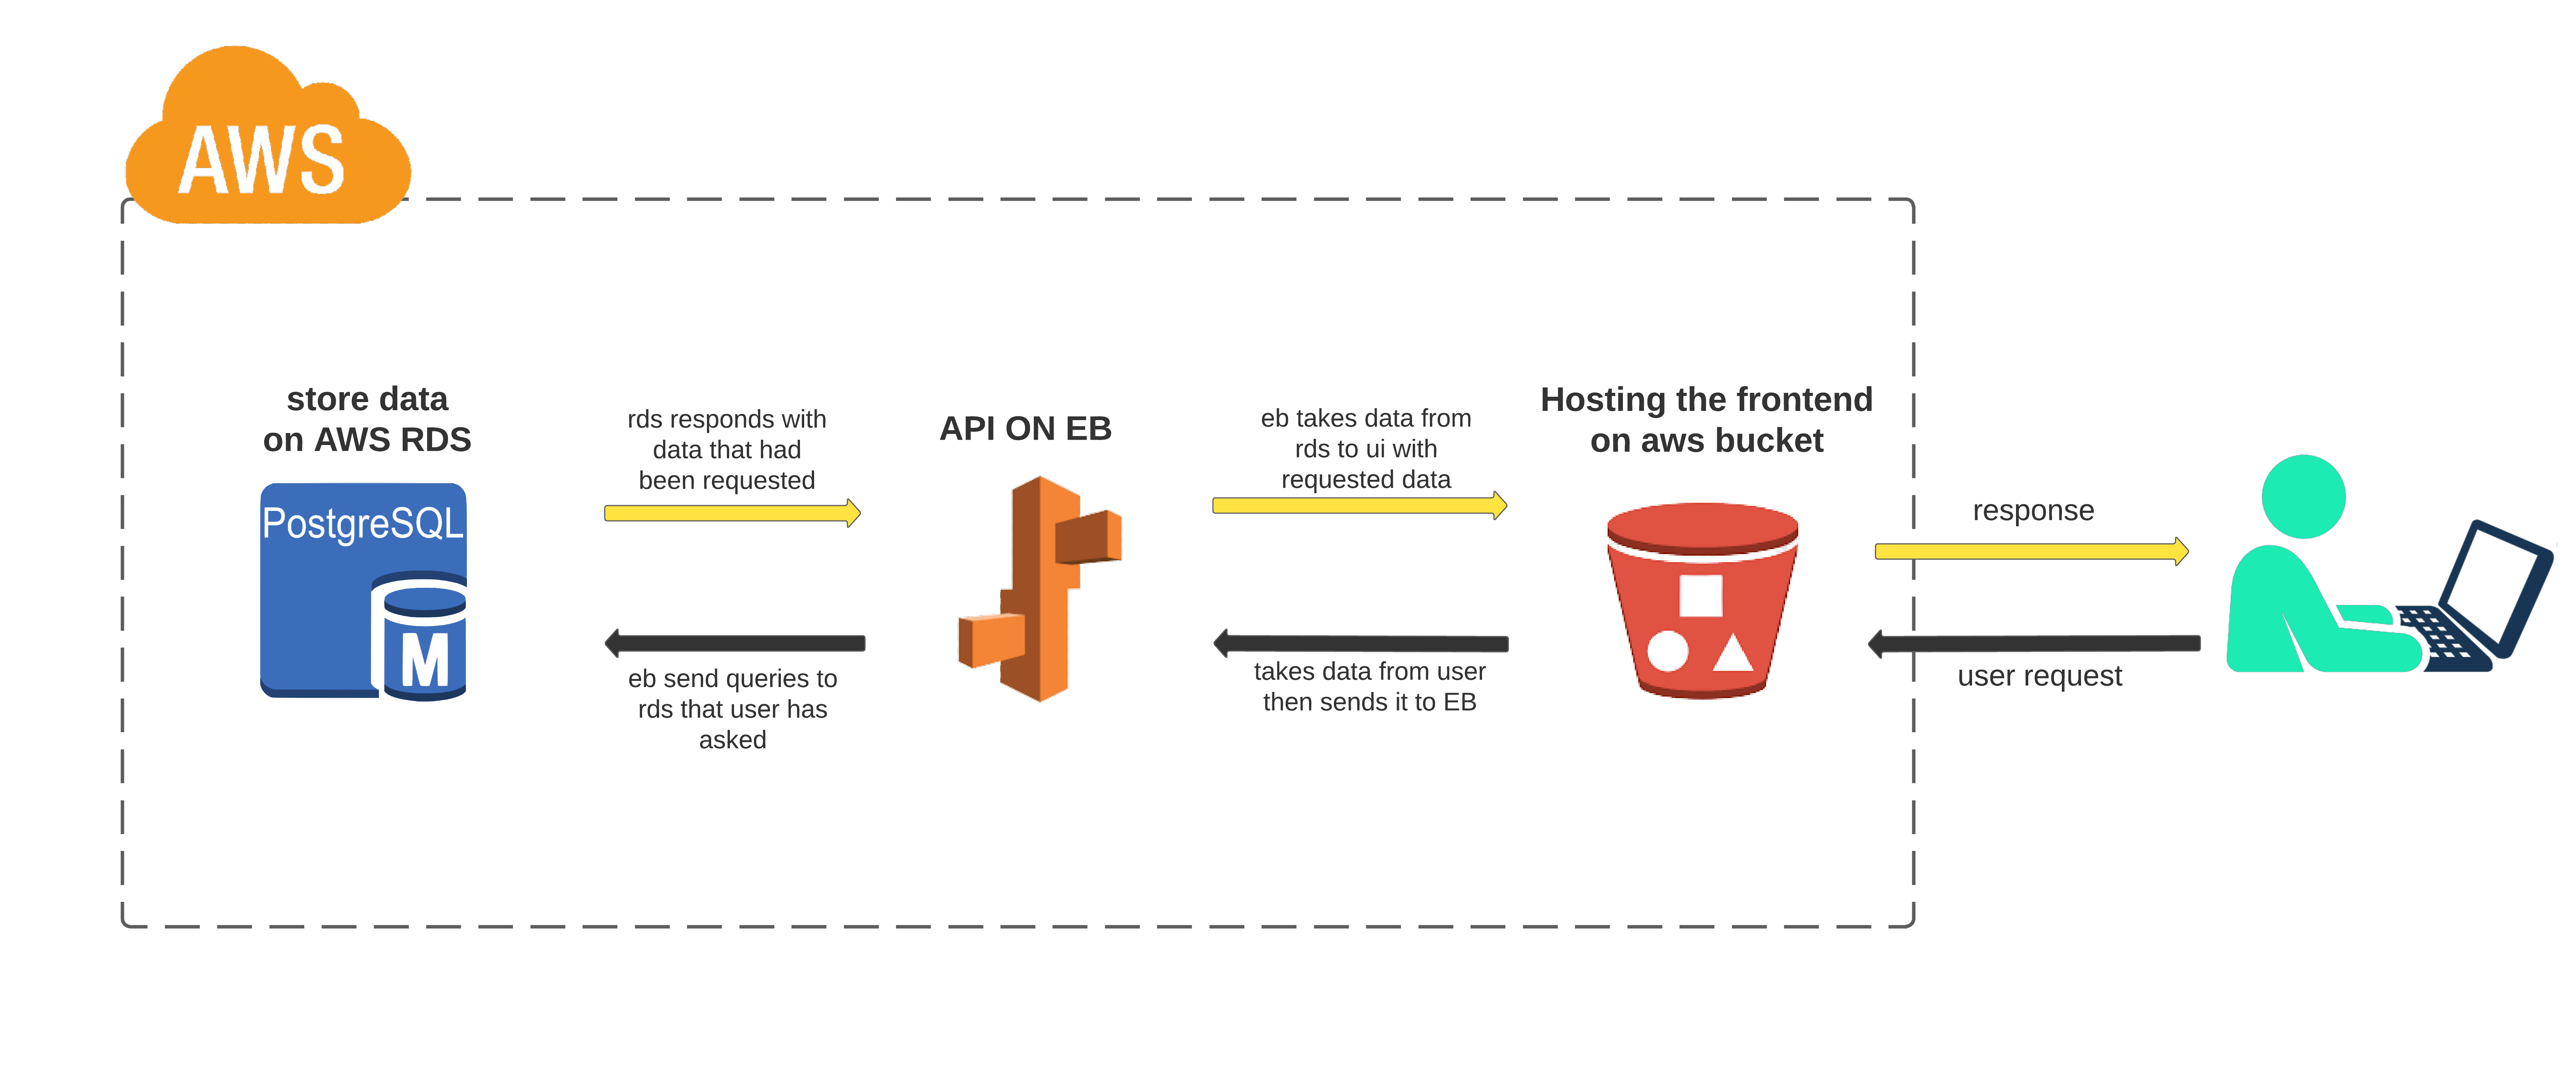 AWS
store data
on AWS RDS
PostgreSQL
M
rds responds with
data that had
been requested
eb send queries to
rds that user has
asked
API ON EB
eb takes data from
rds to ui with
requested data
takes data from user
then sends it to EB
Hosting the frontend
on aws bucket
response
user request